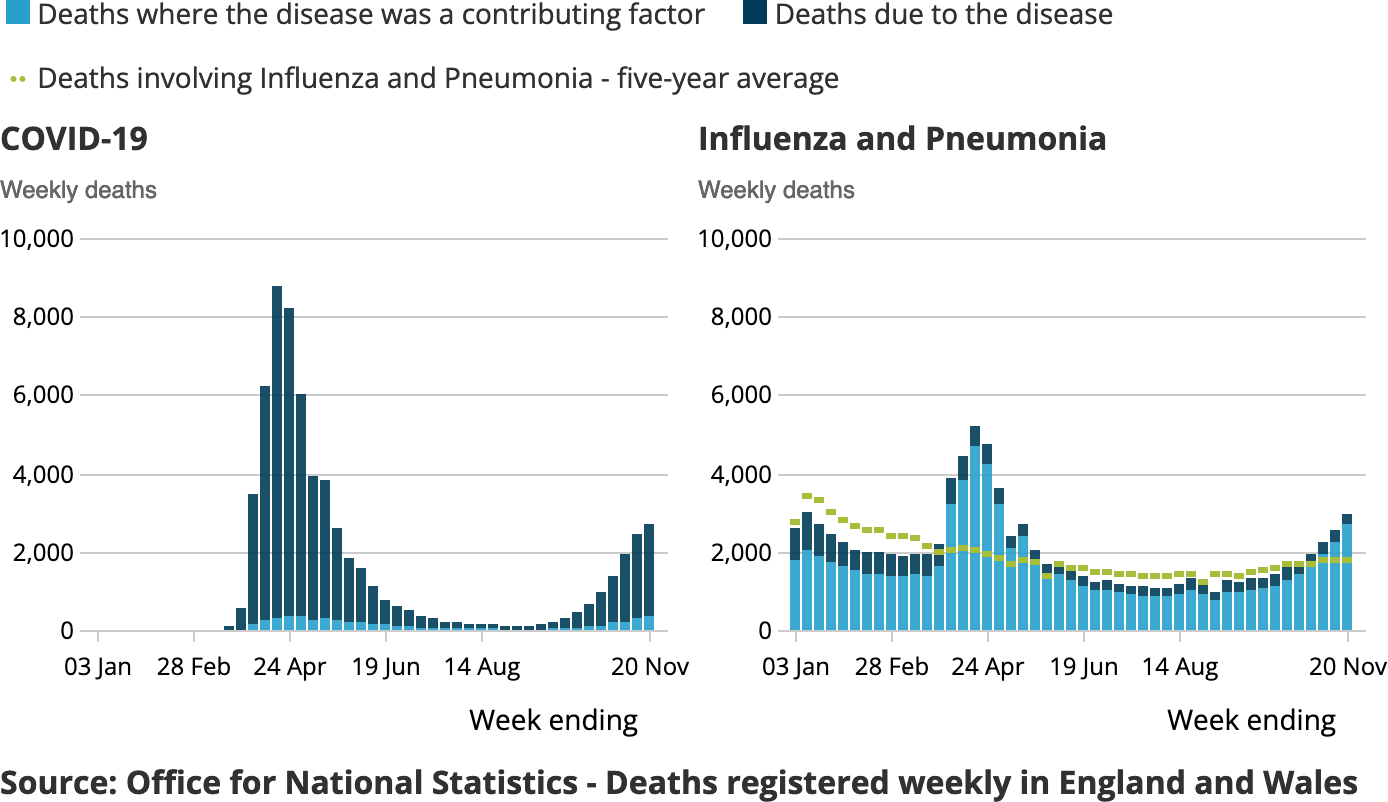 Deaths where the disease was a contributing factor Deaths due to the disease
Deaths involving Influenza and Pneumonia - five-year average
COVID-19
Weekly deaths
10,000
8,000
6,000
4,000
2,000
0
03 Jan 28 Feb 24 Apr 19 Jun 14 Aug 20 Nov
Week ending
Influenza and Pneumonia
Weekly deaths
10,000
8,000
6,000
4,000
2,000
0
03 Jan 28 Feb 24 Apr 19 Jun 14 Aug 20 Nov
Week ending
Source: Office for National Statistics - Deaths registered weekly in England and Wales